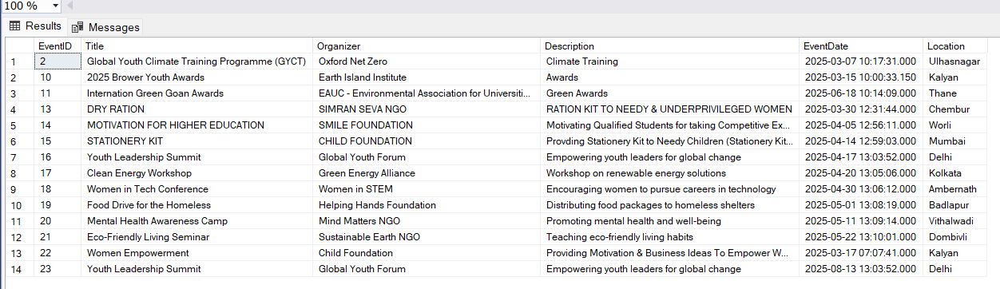 100 %
Results Messages
EventID Title Organizer Description EventDate Location
1 2 Global Youth Climate Training Programme (GYCT) Oxford Net Zero Climate Training 2025-03-07 10:17:31.000 Ulhasnagar
2 10 2025 Brower Youth Awards Earth Island Institute Awards 2025-03-15 10:00:33.150 Kalyan
3 11 Internation Green Goan Awards EAUC - Environmental Association for Universiti... Green Awards 2025-06-18 10:14:09.000 Thane
4 13 DRY RATION SIMRAN SEVA NGO RATION KIT TO NEEDY & UNDERPRIVILEGED WOMEN 2025-03-30 12:31:44.000 Chembur
5 14 MOTIVATION FOR HIGHER EDUCATION SMILE FOUNDATION Motivating Qualified Students for taking Competitive Ex... 2025-04-05 12:56:11.000 Worli
6 15 STATIONERY KIT CHILD FOUNDATION Provding Stationery Kit to Needy Children (Stationery Kit... 2025-04-14 12:59:03.000 Mumbai
7 16 Youth Leadership Summit Global Youth Forum Empowering youth leaders for global change 2025-04-17 13:03:52.000 Delhi
8 17 Clean Energy Workshop Green Energy Alliance Workshop on renewable energy solutions 2025-04-20 13:05:06.000 Kolkata
9 18 Women in Tech Conference Women in STEM Encouraging women to pursue careers in technology 2025-04-30 13:06:12.000 Ambernath
10 19 Food Drive for the Homeless Helping Hands Foundation Distributing food packages to homeless shelters 2025-05-01 13:08:19.000 Badlapur
11 20 Mental Health Awareness Camp Mind Matters NGO Promoting mental health and well-being 2025-05-11 13:09:14.000 Vithalwadi
12 21 Eco-Friendly Living Seminar Sustainable Earth NGO Teaching eco-friendly living habits 2025-05-22 13:10:01.000 Dombivli
13 22 Women Empowerment Child Foundation Providing Motivation & Business Ideas To Empower W... 2025-03-17 07:07:41.000 Kalyan
14 23 Youth Leadership Summit Global Youth Forum Empowering youth leaders for global change 2025-08-13 13:03:52.000 Delhi